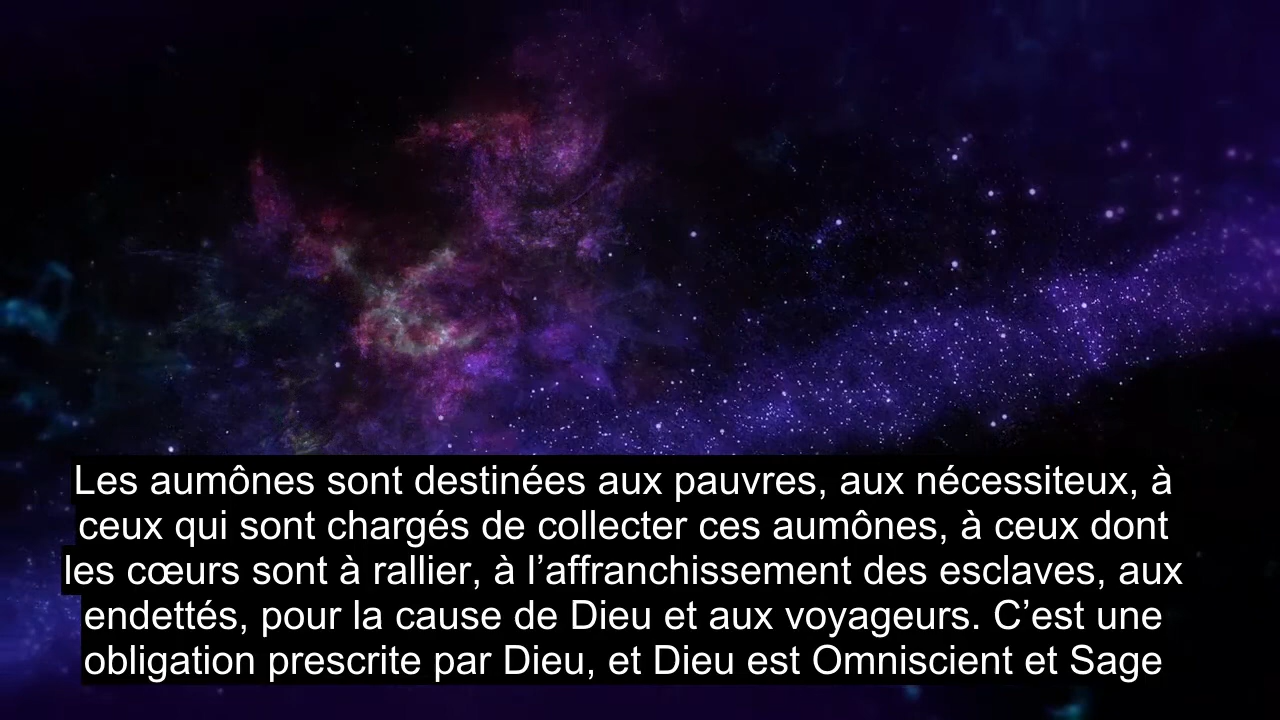 Les aumônes sont destinées aux pauvres, aux nécessiteux, à
ceux qui sont chargés de collecter ces aumônes, à ceux dont
les cœurs sont à rallier, à l’affranchissement des esclaves, aux
endettés, pour la cause de Dieu et aux voyageurs. C’est une
obligation prescrite par Dieu, et Dieu est Omniscient et Sage